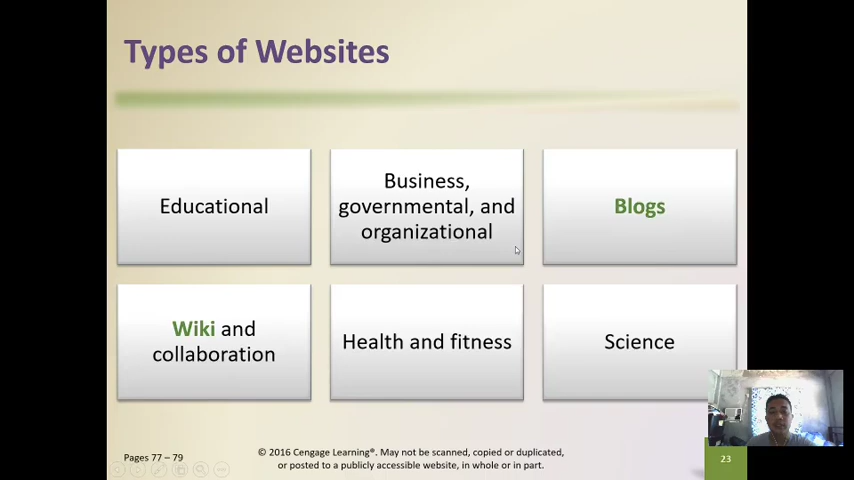 Types of Websites
Educational
Business,
governmental, and
organizational
Blogs
Wiki and
collaboration
Health and fitness
Science
Pages 77 – 79
© 2016 Cengage Learning®. May not be scanned, copied or duplicated,
or posted to a publicly accessible website, in whole or in part.
23